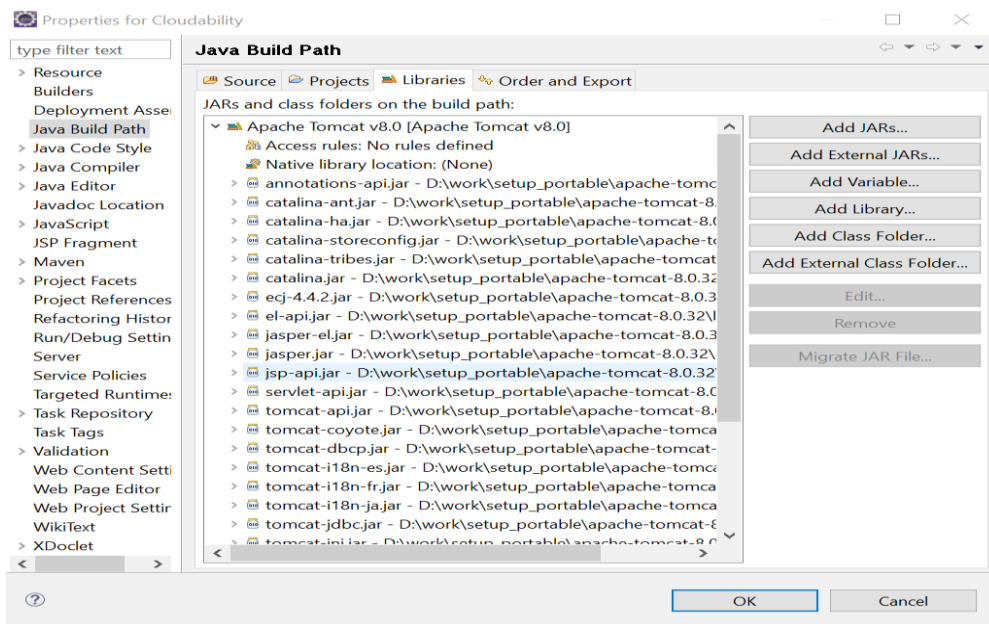 Properties for Cloudability
type filter text
Resource
Builders
Deployment Asse
Java Build Path
Java Code Style
Java Compiler
Java Editor
Javadoc Location
JavaScript
JSP Fragment
Maven
Project Facets
Project References
Refactoring Histor
Run/Debug Settin
Server
Service Policies
Targeted Runtime
Task Repository
Task Tags
Validation
Web Content Setti
Web Page Editor
Web Project Settin
WikiText
XDoclet
Java Build Path
Source Projects Libraries Order and Export
JARs and class folders on the build path:
Apache Tomcat v8.0 [Apache Tomcat v8.0]
Access rules: No rules defined
Native library location: (None)
annotations-api.jar - D:\work\setup_portable\apache-tomc
catalina-ant.jar - D:\work\setup_portable\apache-tomcat-8.
catalina-ha.jar - D:\work\setup_portable\apache-tomcat-8.0
catalina-storeconfig.jar - D:\work\setup_portable\apache-to
catalina-tribes.jar - D:\work\setup_portable\apache-tomcat
catalina.jar - D:\work\setup_portable\apache-tomcat-8.0.32
ecj-4.4.2.jar - D:\work\setup_portable\apache-tomcat-8.0.3
el-api.jar - D:\work\setup_portable\apache-tomcat-8.0.32\l
jasper-el.jar - D:\work\setup_portable\apache-tomcat-8.0.3
jasper.jar - D:\work\setup_portable\apache-tomcat-8.0.32\
jsp-api.jar - D:\work\setup_portable\apache-tomcat-8.0.32\
servlet-api.jar - D:\work\setup_portable\apache-tomcat-8.0
tomcat-api.jar - D:\work\setup_portable\apache-tomcat-8.
tomcat-coyote.jar - D:\work\setup_portable\apache-tomca
tomcat-dbcp.jar - D:\work\setup_portable\apache-tomcat-
tomcat-i18n-es.jar - D:\work\setup_portable\apache-tomca
tomcat-i18n-fr.jar - D:\work\setup_portable\apache-tomca
tomcat-i18n-ja.jar - D:\work\setup_portable\apache-tomca
tomcat-jdbc.jar - D:\work\setup_portable\apache-tomcat-8
tomcat-jni.jar - D:\work\setup_portable\apache-tomcat-8.0
Add JARs...
Add External JARs...
Add Variable...
Add Library...
Add Class Folder...
Add External Class Folder...
Edit...
Remove
Migrate JAR File...
?
OK
Cancel